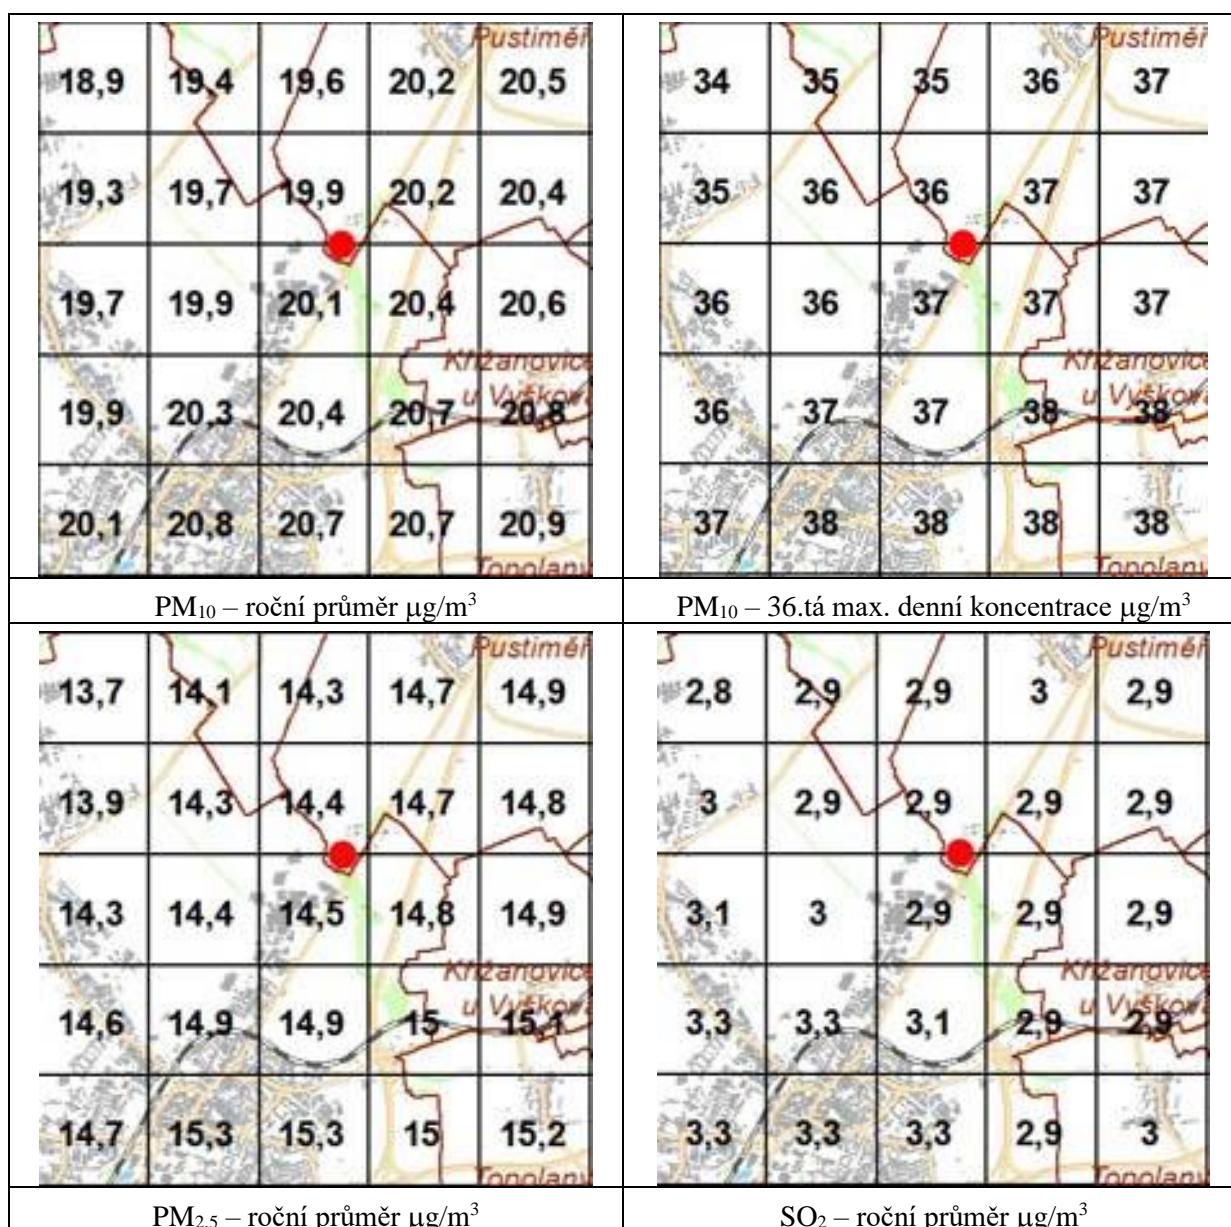 Pustiměř
18,9 19,4 19,6 20,2 20,5
19,3 19,7 19,9 20,2 20,4
19,7 19,9 20,1 20,4 20,6
Křižanovice
u Vyškova
19,9 20,3 20,4 20,7 20,8
20,1 20,8 20,7 20,7 20,9
Topolany
PM₁₀ – roční průměr µg/m³
Pustiměř
34 35 35 36 37
35 36 36 37 37
36 36 37 37 37
Křižanovice
u Vyškova
36 37 37 38 38
37 38 38 38 38
Topolany
PM₁₀ – 36.tá max. denní koncentrace µg/m³
Pustiměř
13,7 14,1 14,3 14,7 14,9
13,9 14,3 14,4 14,7 14,8
14,3 14,4 14,5 14,8 14,9
Křižanovice
u Vyškova
14,6 14,9 14,9 15 15,1
14,7 15,3 15,3 15 15,2
Topolany
PM₂,₅ – roční průměr µg/m³
Pustiměř
2,8 2,9 2,9 3 2,9
3 2,9 2,9 2,9 2,9
3,1 3 2,9 2,9 2,9
Křižanovice
u Vyškova
3,3 3,3 3,1 2,9 2,9
3,3 3,3 3,3 2,9 3
Topolany
SO₂ – roční průměr µg/m³